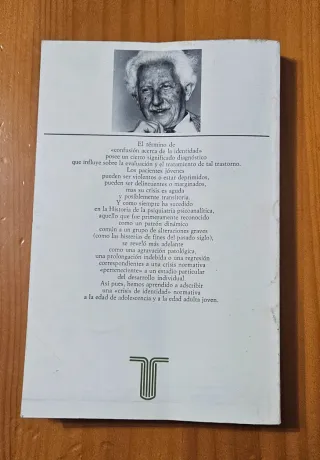 El término de
«confusión acerca de la identidad»
posee un cierto significado diagnóstico
que influye sobre la evaluación y el tratamiento de tal trastorno.
Los pacientes jóvenes
pueden ser violentos o estar deprimidos,
pueden ser delincuentes o marginados,
mas su crisis es aguda
y posiblemente transitoria.
Y como siempre ha sucedido
en la Historia de la psiquiatría psicoanalítica,
aquello que fue primeramente reconocido
como un patrón dinámico
común a un grupo de alteraciones graves
(como las histerias de fines del pasado siglo),
se reveló más adelante
como una agravación patológica,
una prolongación indebida o una regresión
correspondientes a una crisis normativa
«perteneciente» a un estudio particular
del desarrollo individual.
Así pues, hemos aprendido a adscribir
una «crisis de identidad» normativa
a la edad de adolescencia y a la edad adulta joven.